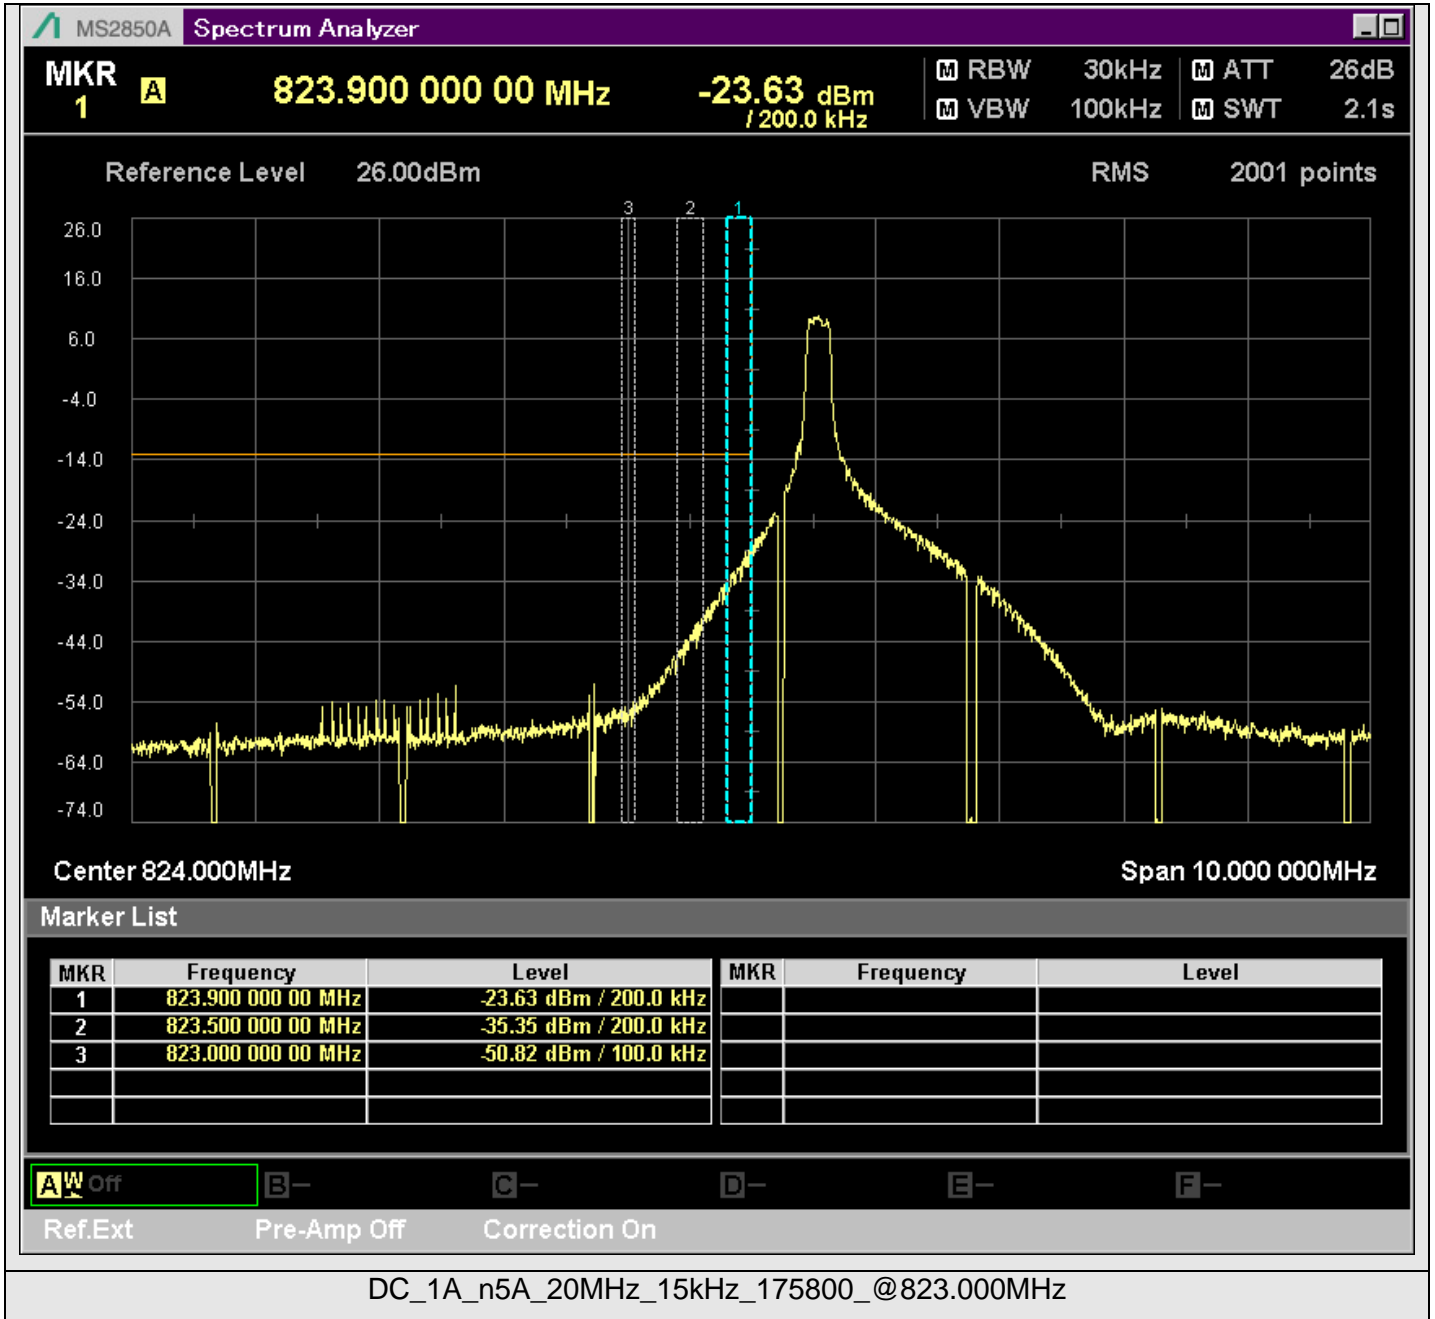 MS2850A Spectrum Analyzer
MKR 1 A 823.900 000 00 MHz -23.63 dBm / 200.0 kHz
M RBW 30kHz M ATT 26dB
M VBW 100kHz M SWT 2.1s
Reference Level 26.00dBm RMS 2001 points
3 2 1
26.0
16.0
6.0
-4.0
-14.0
-24.0
-34.0
-44.0
-54.0
-64.0
-74.0
Center 824.000MHz Span 10.000 000MHz
Marker List
MKR Frequency Level MKR Frequency Level
1 823.900 000 00 MHz -23.63 dBm / 200.0 kHz
2 823.500 000 00 MHz -35.35 dBm / 200.0 kHz
3 823.000 000 00 MHz -50.82 dBm / 100.0 kHz
A W Off B- C- D- E- F-
Ref.Ext Pre-Amp Off Correction On
DC_1A_n5A_20MHz_15kHz_175800_@823.000MHz